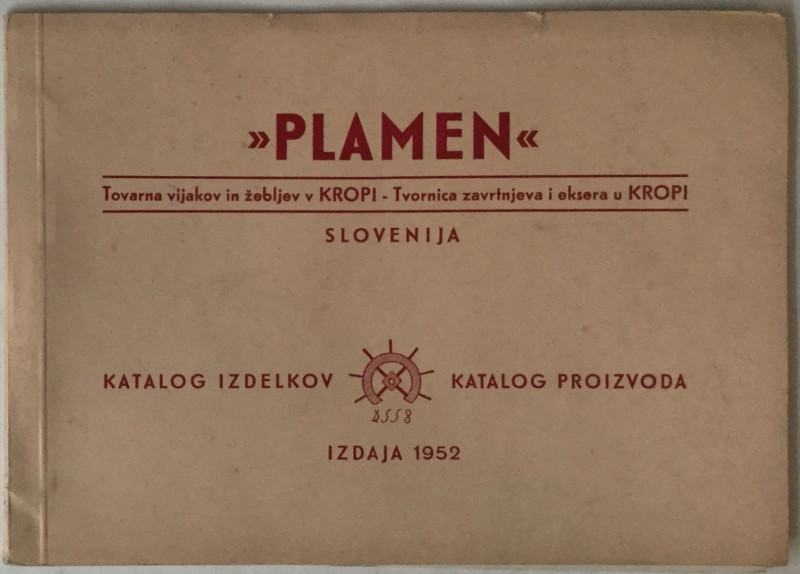 »PLAMEN«
Tovarna vijakov in žebljev v KROPI - Tvornica zavrtnjeva i eksera u KROPI
SLOVENIJA
KATALOG IZDELKOV KATALOG PROIZVODA
IZDAJA 1952